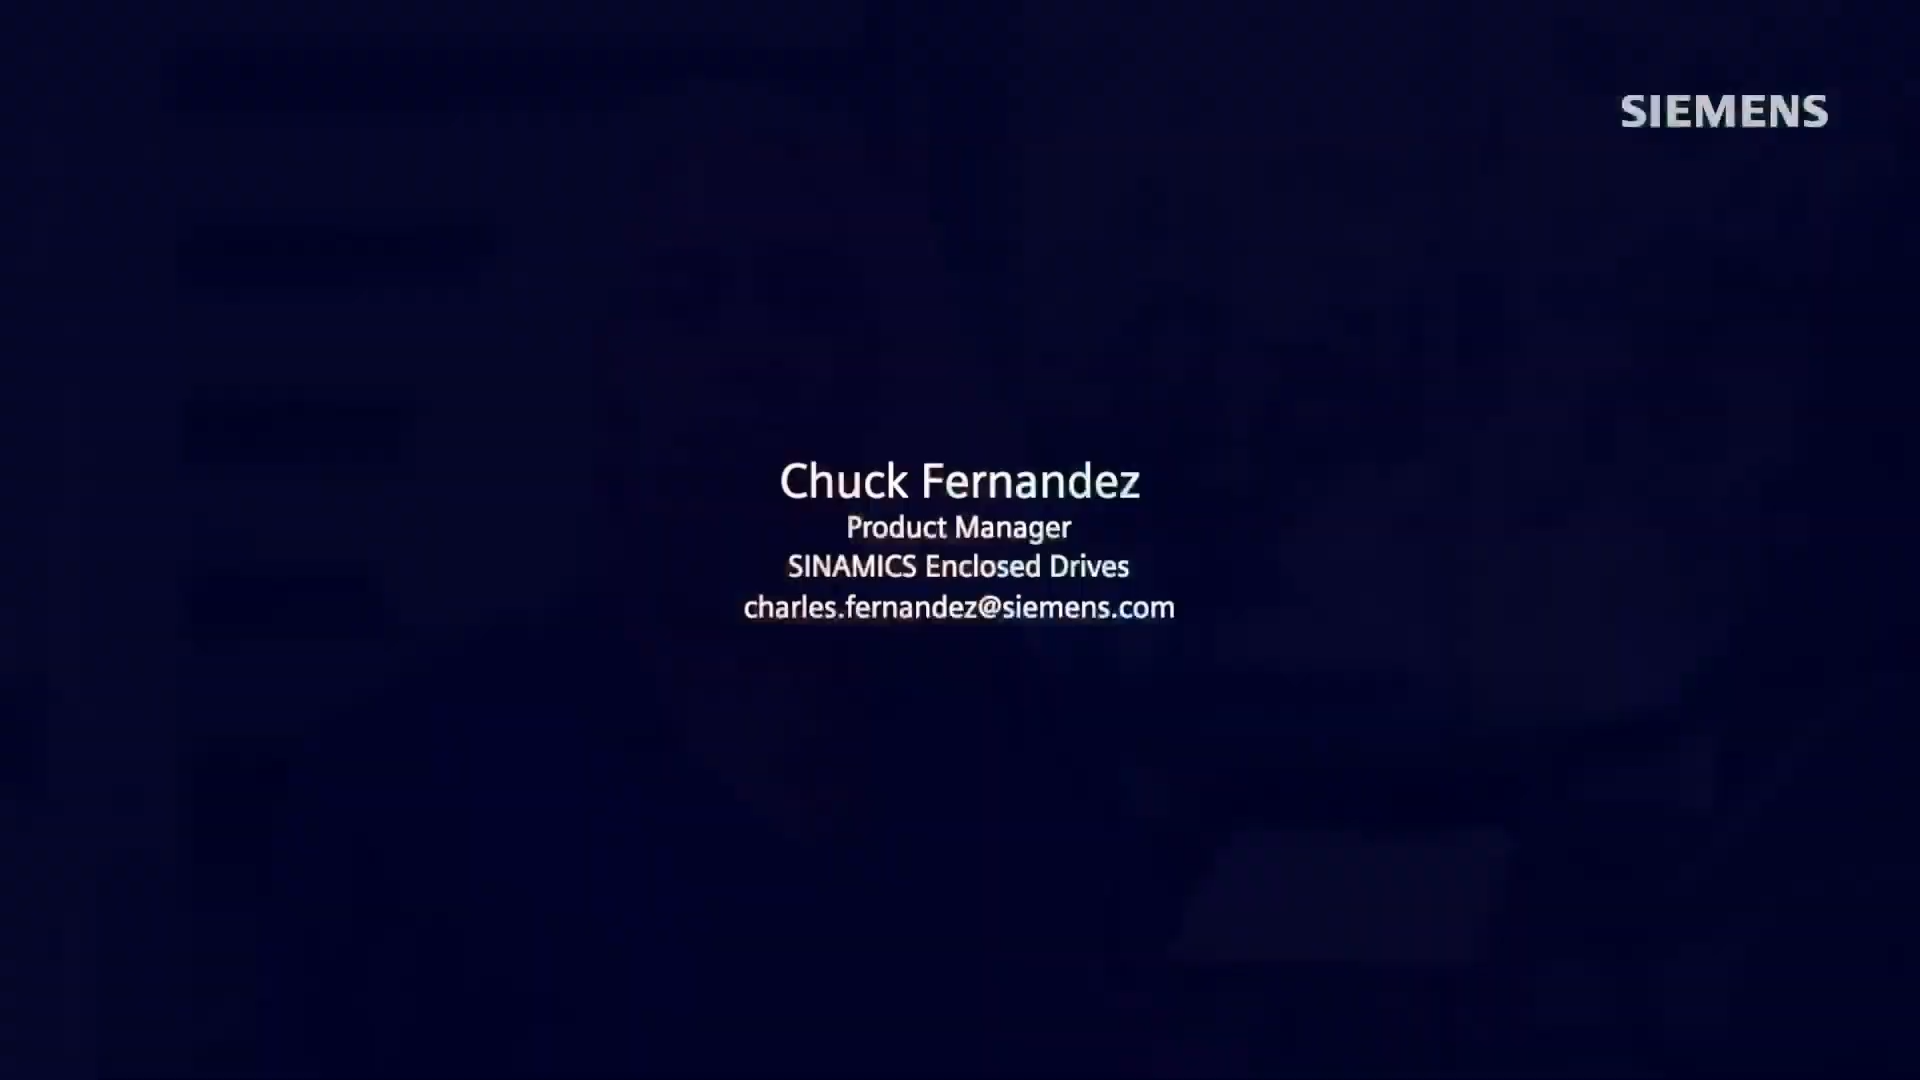 SIEMENS
Chuck Fernandez
Product Manager
SINAMICS Enclosed Drives
charles.fernandez@siemens.com